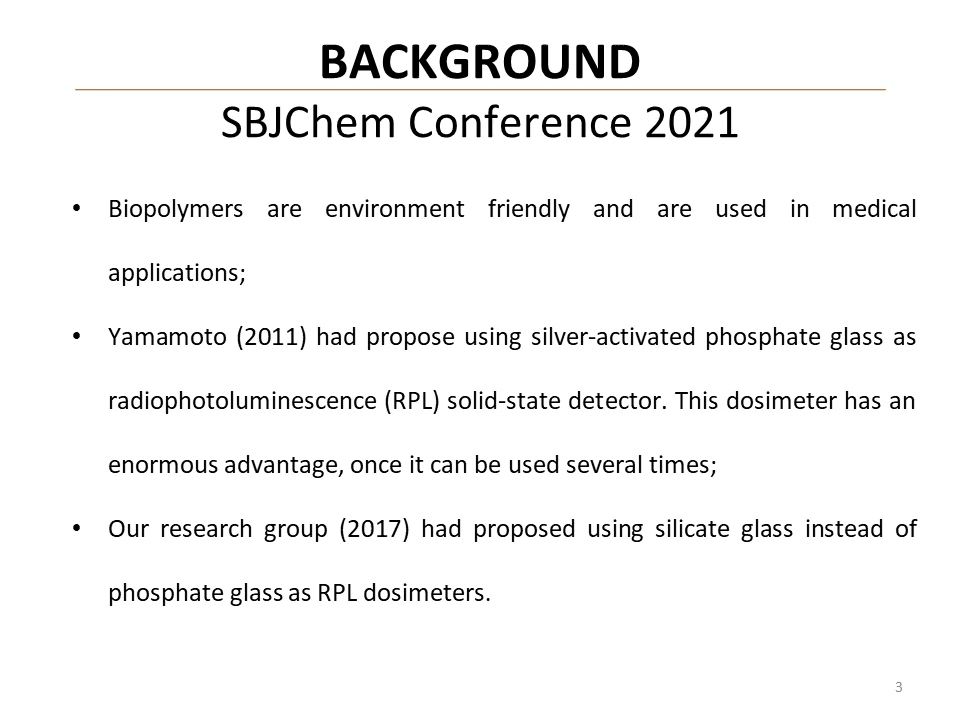 BACKGROUND
SBJChem Conference 2021
• Biopolymers are environment friendly and are used in medical
applications;
• Yamamoto (2011) had propose using silver-activated phosphate glass as
radiophotoluminescence (RPL) solid-state detector. This dosimeter has an
enormous advantage, once it can be used several times;
• Our research group (2017) had proposed using silicate glass instead of
phosphate glass as RPL dosimeters.
3